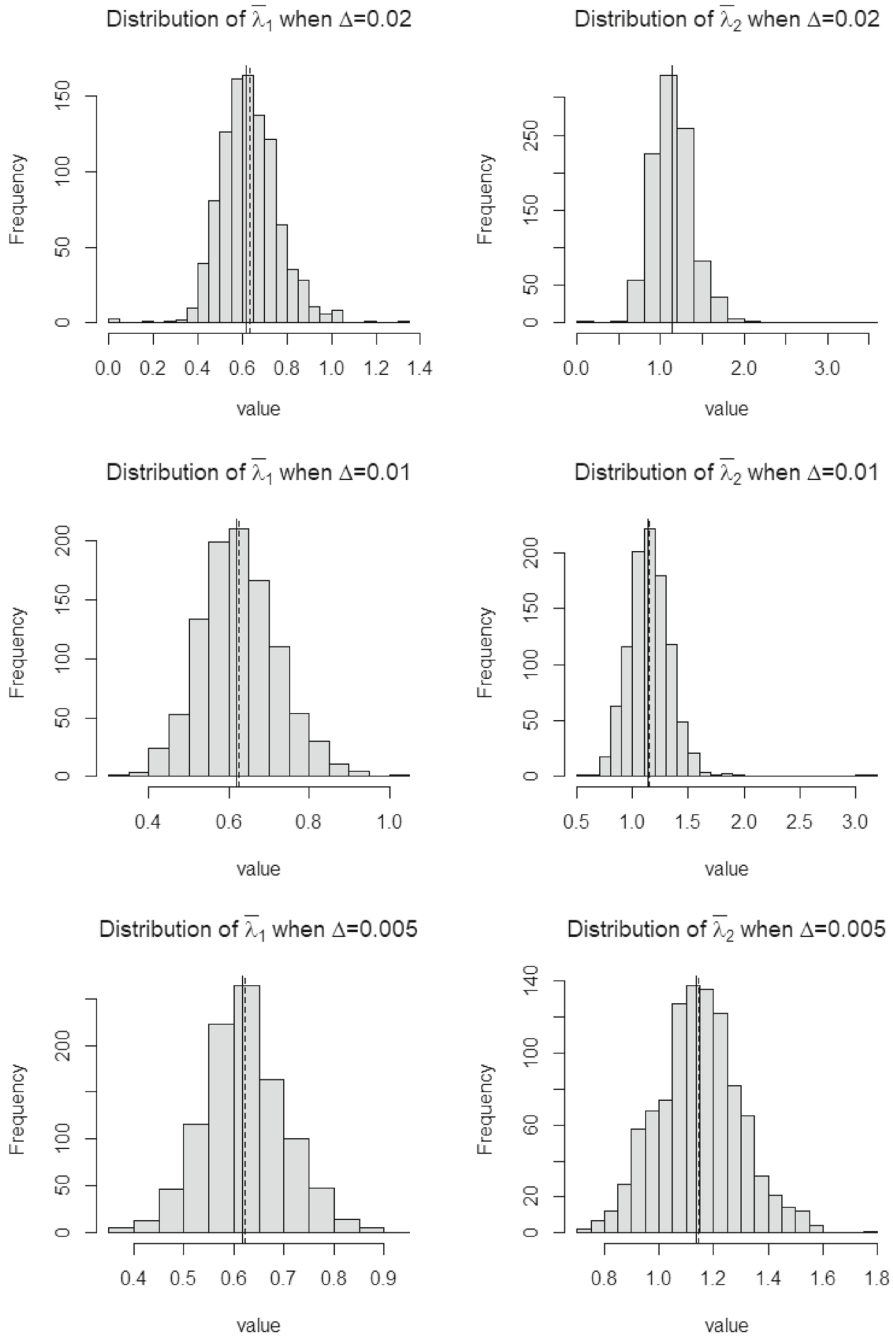 Distribution of λ̄₁ when Δ=0.02
Frequency
150
100
50
0
0.0 0.2 0.4 0.6 0.8 1.0 1.2 1.4
value
Distribution of λ̄₂ when Δ=0.02
Frequency
250
150
50
0
0.0 1.0 2.0 3.0
value
Distribution of λ̄₁ when Δ=0.01
Frequency
200
150
100
50
0
0.4 0.6 0.8 1.0
value
Distribution of λ̄₂ when Δ=0.01
Frequency
200
150
100
50
0
0.5 1.0 1.5 2.0 2.5 3.0
value
Distribution of λ̄₁ when Δ=0.005
Frequency
200
100
50
0
0.4 0.5 0.6 0.7 0.8 0.9
value
Distribution of λ̄₂ when Δ=0.005
Frequency
140
100
60
20
0
0.8 1.0 1.2 1.4 1.6 1.8
value